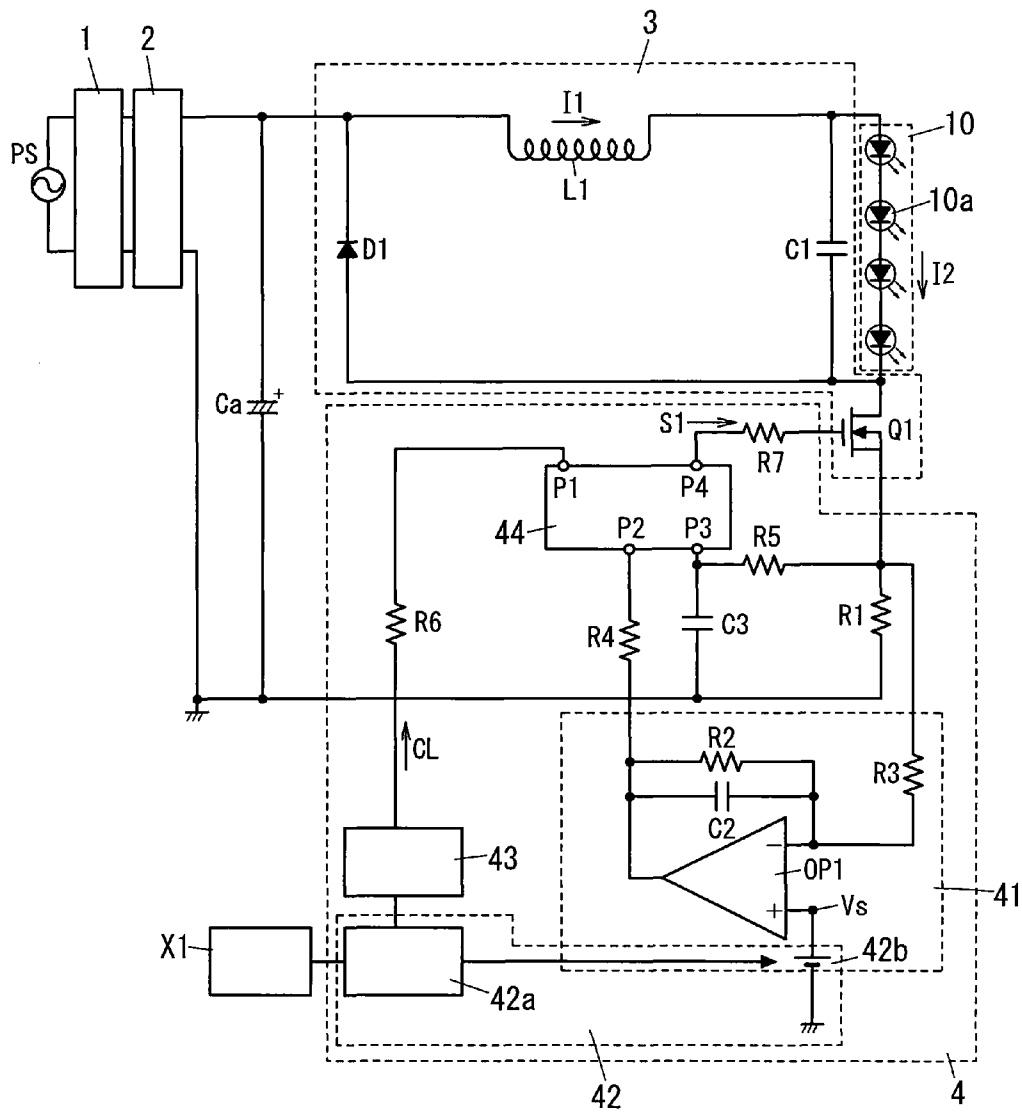 1
2
3
I1
10
PS
L1
10a
D1
C1
I2
Ca
+
S1
Q1
R7
P1
P4
44
P2
P3
R5
R6
R4
C3
R1
CL
R2
R3
C2
43
−
OP1
41
+
Vs
X1
42b
42a
42
4